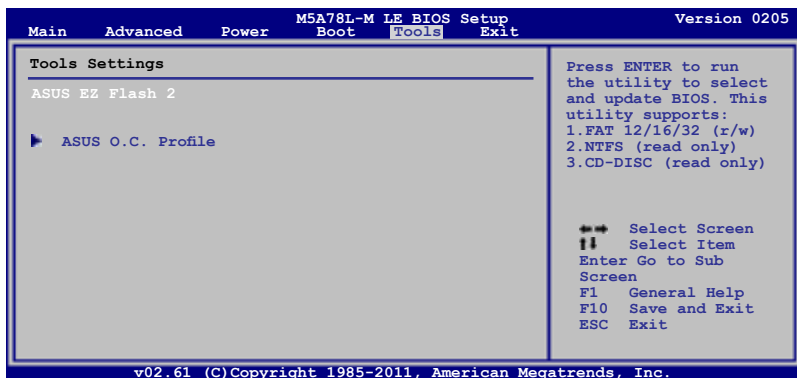 M5A78L-M LE BIOS Setup Version 0205
Main Advanced Power Boot Tools Exit
Tools Settings
ASUS EZ Flash 2
ASUS O.C. Profile
Press ENTER to run
the utility to select
and update BIOS. This
utility supports:
1.FAT 12/16/32 (r/w)
2.NTFS (read only)
3.CD-DISC (read only)
Select Screen
Select Item
Enter Go to Sub
Screen
F1 General Help
F10 Save and Exit
ESC Exit
v02.61 (C)Copyright 1985-2011, American Megatrends, Inc.